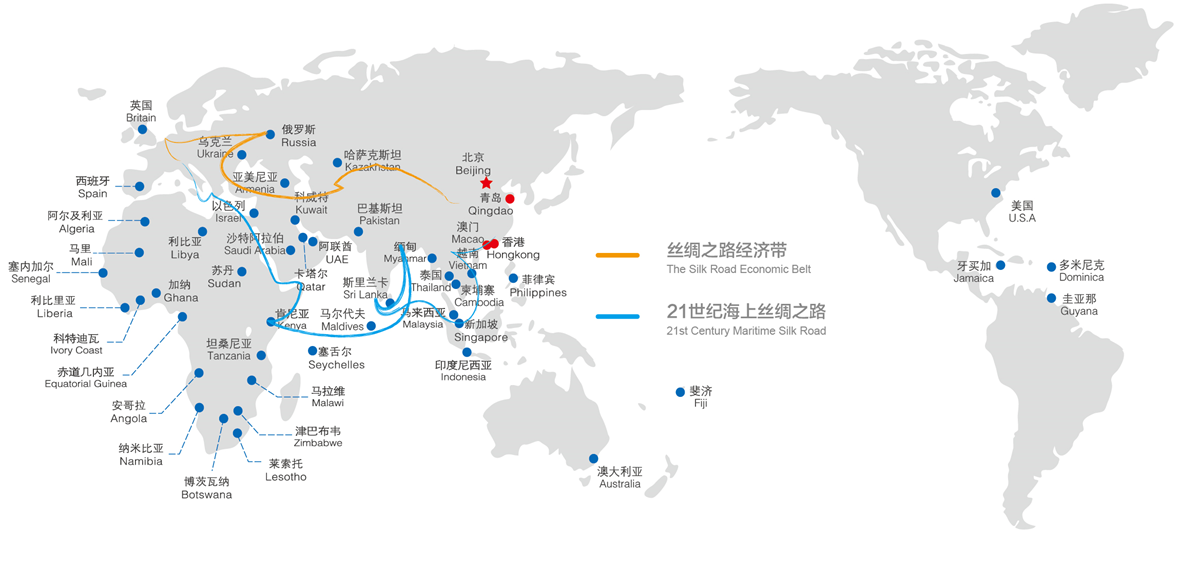 英国
Britain
俄罗斯
Russia
乌克兰
Ukraine
哈萨克斯坦
Kazakhstan
北京
Beijing
西班牙
Spain
亚美尼亚
Armenia
青岛
Qingdao
科威特
Kuwait
以色列
Israel
阿尔及利亚
Algeria
巴基斯坦
Pakistan
美国
U.S.A
澳门
Macao
香港
Hongkong
利比亚
Libya
沙特阿拉伯
Saudi Arabia
阿联酋
UAE
缅甸
Myanmar
越南
Vietnam
马里
Mali
丝绸之路经济带
The Silk Road Economic Belt
塞内加尔
Senegal
苏丹
Sudan
卡塔尔
Qatar
泰国
Thailand
菲律宾
Philippines
牙买加
Jamaica
多米尼克
Dominica
加纳
Ghana
斯里兰卡
Sri Lanka
柬埔寨
Cambodia
利比里亚
Liberia
圭亚那
Guyana
21世纪海上丝绸之路
21st Century Maritime Silk Road
肯尼亚
Kenya
马尔代夫
Maldives
马来西亚
Malaysia
新加坡
Singapore
科特迪瓦
Ivory Coast
坦桑尼亚
Tanzania
塞舌尔
Seychelles
印度尼西亚
Indonesia
赤道几内亚
Equatorial Guinea
马拉维
Malawi
斐济
Fiji
安哥拉
Angola
津巴布韦
Zimbabwe
纳米比亚
Namibia
莱索托
Lesotho
澳大利亚
Australia
博茨瓦纳
Botswana